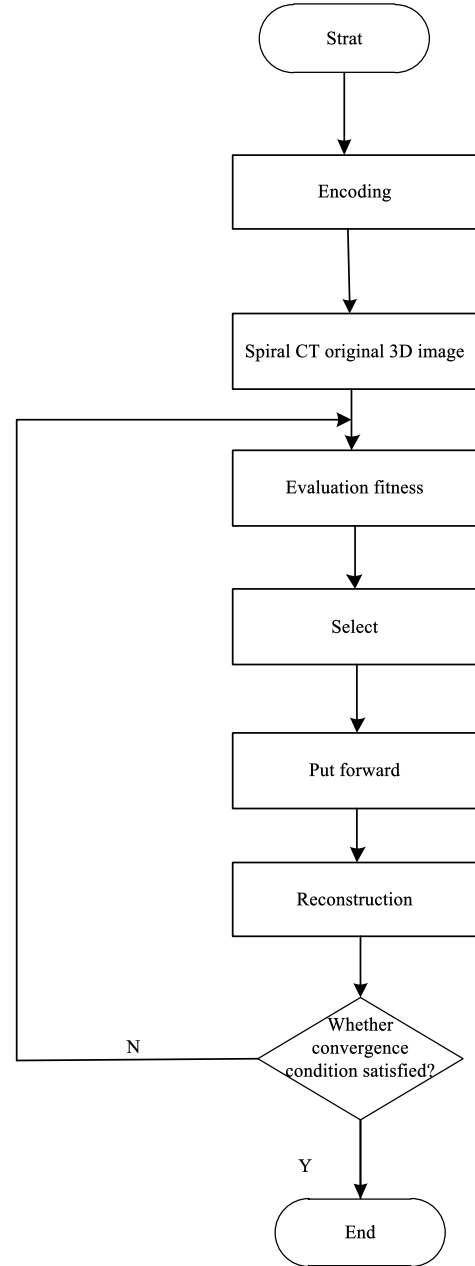 Strat
Encoding
Spiral CT original 3D image
Evaluation fitness
Select
Put forward
Reconstruction
Whether
convergence
condition satisfied?
N
Y
End